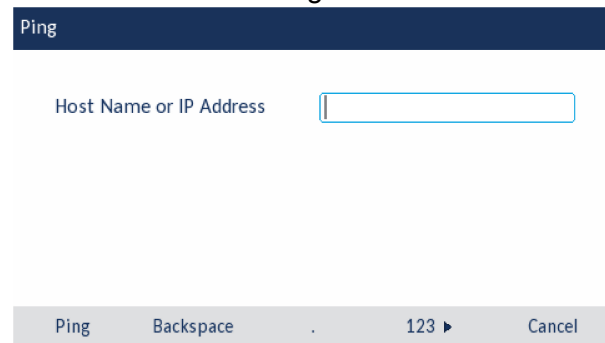 Ping
Host Name or IP Address
Ping Backspace . 123 ▶ Cancel